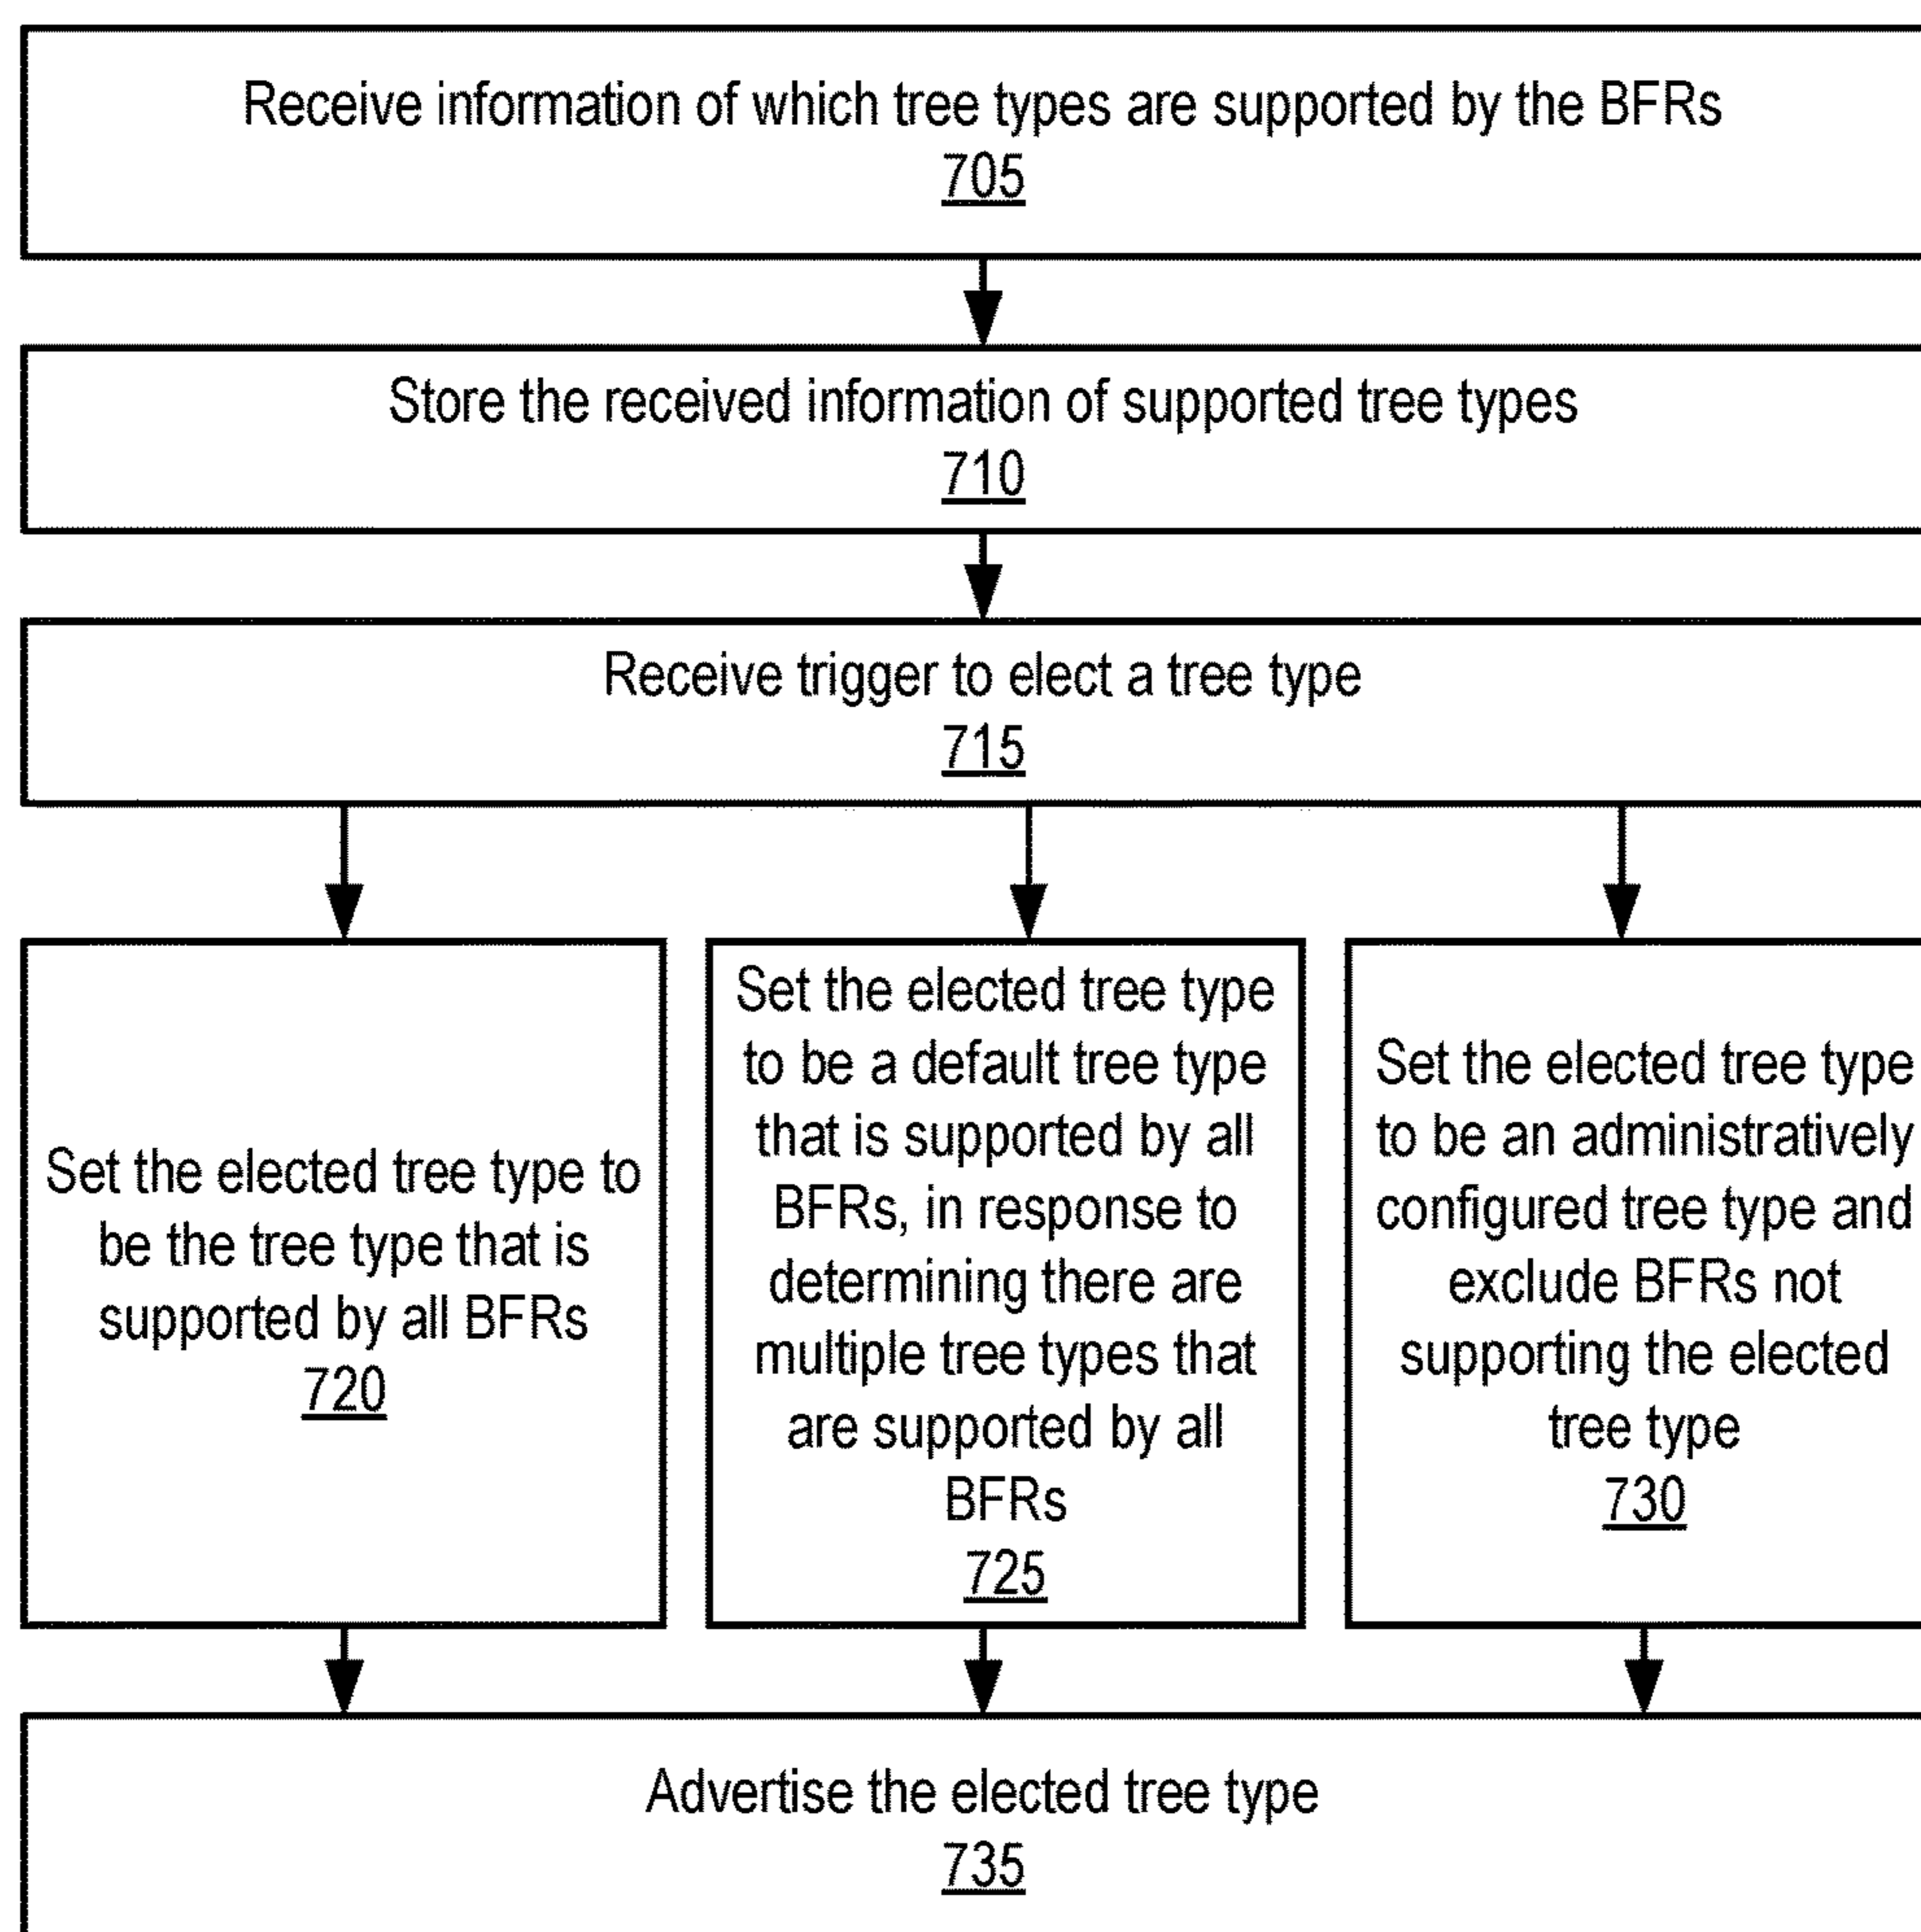 Receive information of which tree types are supported by the BFRs
705
Store the received information of supported tree types
710
Receive trigger to elect a tree type
715
Set the elected tree type to
be the tree type that is
supported by all BFRs
720
Set the elected tree type
to be a default tree type
that is supported by all
BFRs, in response to
determining there are
multiple tree types that
are supported by all
BFRs
725
Set the elected tree type
to be an administratively
configured tree type and
exclude BFRs not
supporting the elected
tree type
730
Advertise the elected tree type
735